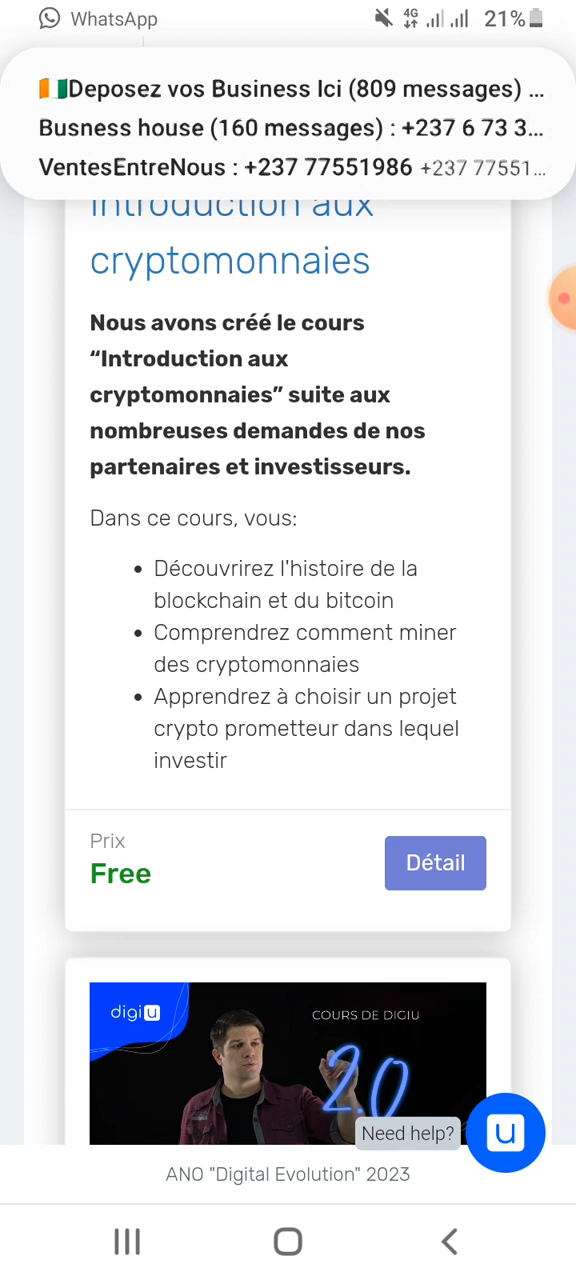 WhatsApp
4G
21%
🇨🇮Deposez vos Business Ici (809 messages) ...
Busness house (160 messages) : +237 6 73 3...
VentesEntreNous : +237 77551986 +237 77551...
Introduction aux
cryptomonnaies
Nous avons créé le cours
“Introduction aux
cryptomonnaies” suite aux
nombreuses demandes de nos
partenaires et investisseurs.
Dans ce cours, vous:
• Découvrirez l'histoire de la
blockchain et du bitcoin
• Comprendrez comment miner
des cryptomonnaies
• Apprendrez à choisir un projet
crypto prometteur dans lequel
investir
Prix
Free
Détail
digiu
COURS DE DIGIU
2.0
Need help?
u
ANO "Digital Evolution" 2023